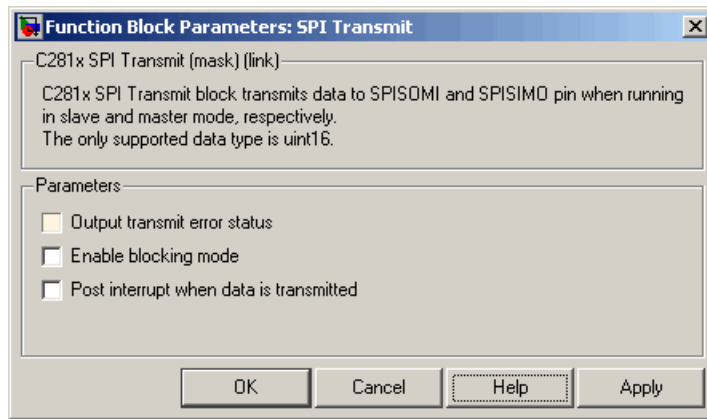 Function Block Parameters: SPI Transmit
C281x SPI Transmit (mask) (link)
C281x SPI Transmit block transmits data to SPISOMI and SPISIMO pin when running
in slave and master mode, respectively.
The only supported data type is uint16.
Parameters
Output transmit error status
Enable blocking mode
Post interrupt when data is transmitted
OK Cancel Help Apply